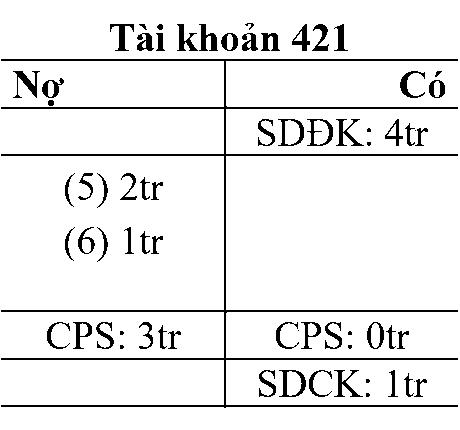 Tài khoản 421
Nợ Có
SDĐK: 4tr
(5) 2tr
(6) 1tr
CPS: 3tr CPS: 0tr
SDCK: 1tr